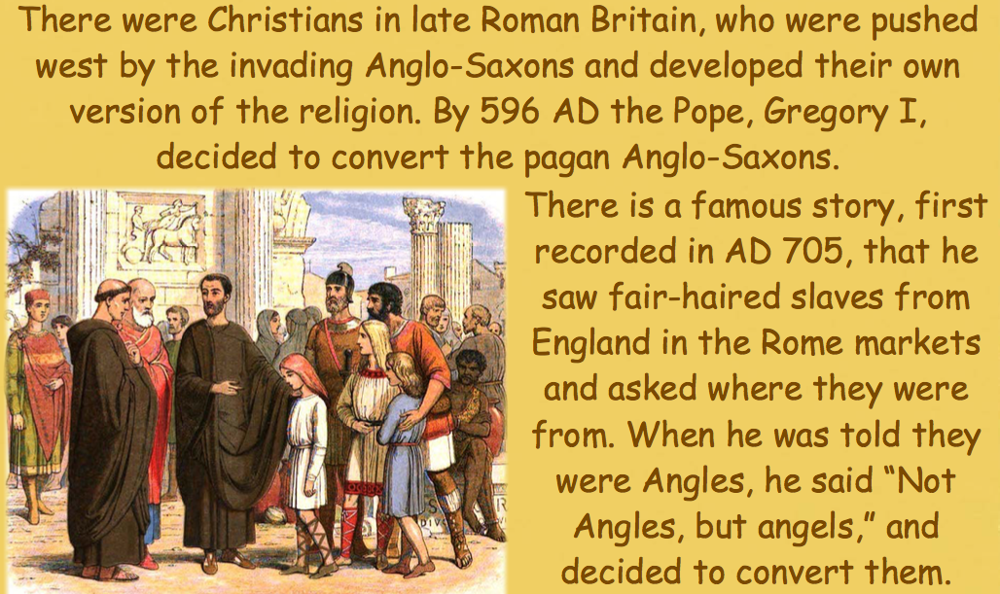 There were Christians in late Roman Britain, who were pushed
west by the invading Anglo-Saxons and developed their own
version of the religion. By 596 AD the Pope, Gregory I,
decided to convert the pagan Anglo-Saxons.
There is a famous story, first
recorded in AD 705, that he
saw fair-haired slaves from
England in the Rome markets
and asked where they were
from. When he was told they
were Angles, he said “Not
Angles, but angels,” and
decided to convert them.